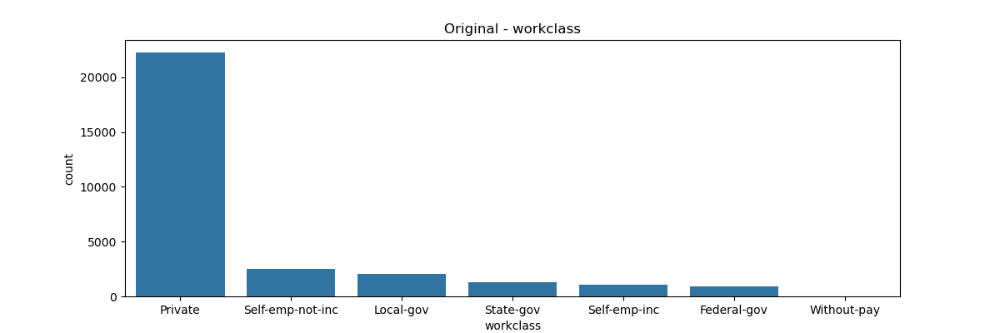 Original - workclass
20000
15000
10000
5000
0
count
Private Self-emp-not-inc Local-gov State-gov Self-emp-inc Federal-gov Without-pay
workclass